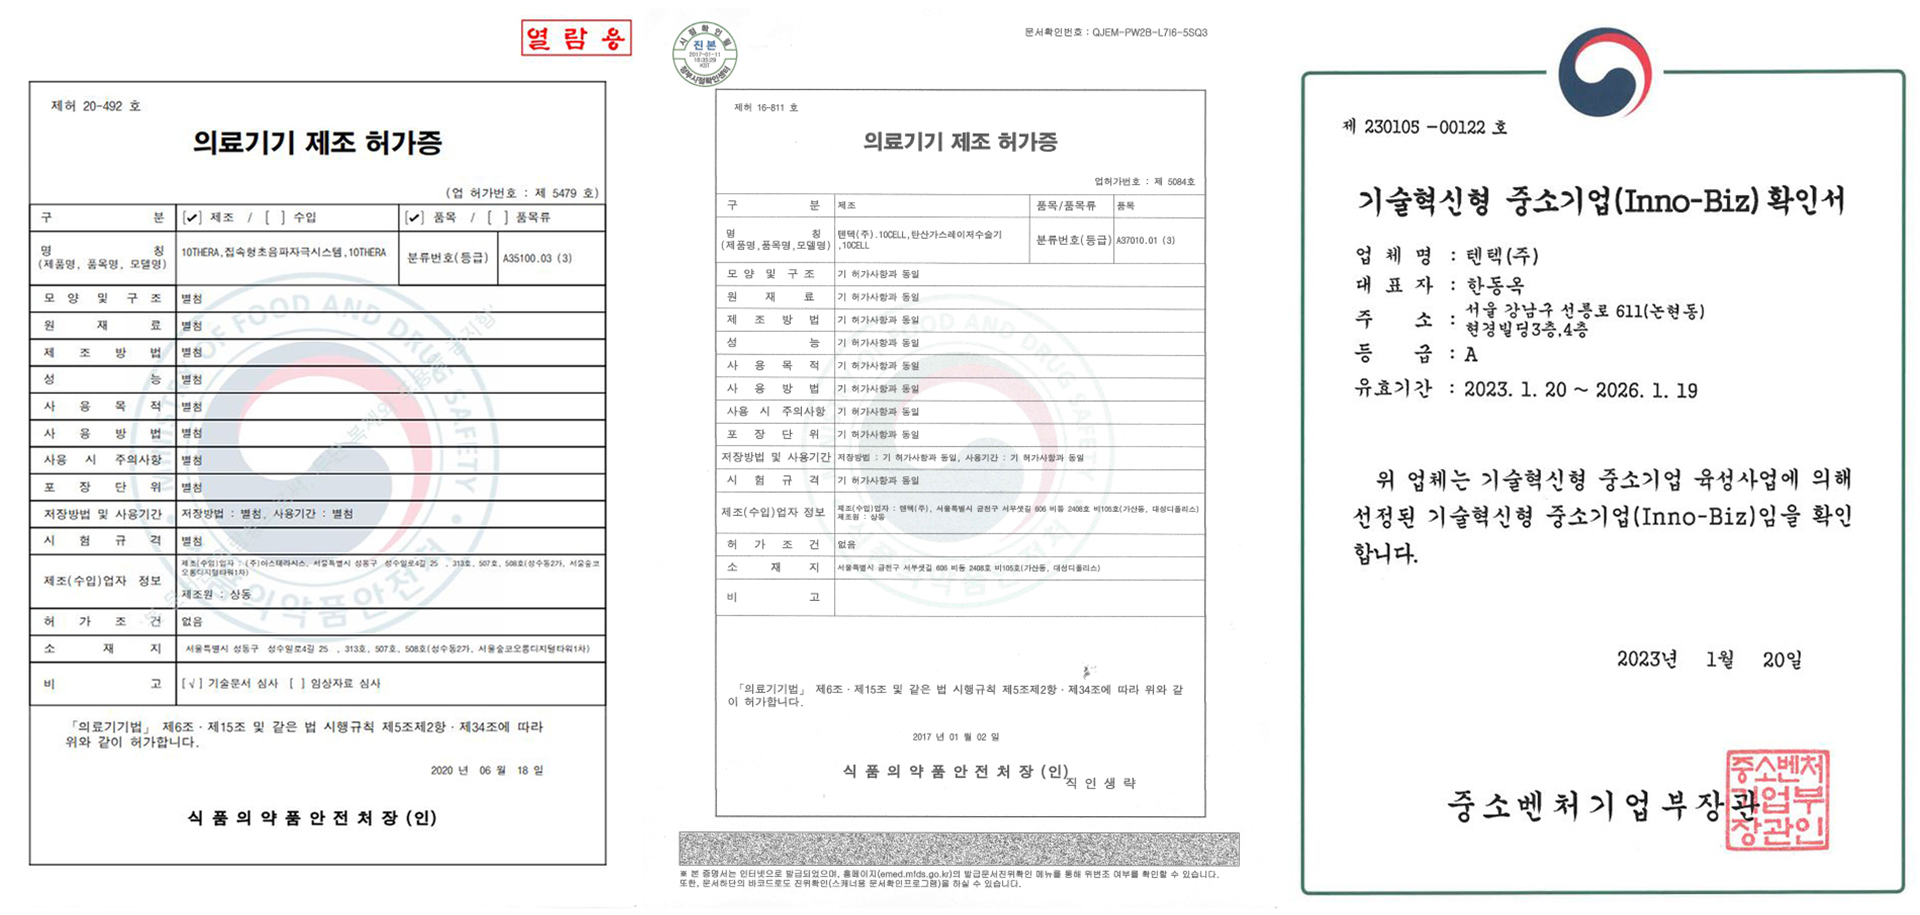 열람용
제허 20-492 호
의료기기 제조 허가증
(업 허가번호 : 제 5479 호)
구 분 [✓] 제조 / [ ] 수입 [✓] 품목 / [ ] 품목류
명 칭
(제품명, 품목명, 모델명)
10THERA,집속형초음파자극시스템,10THERA
분류번호(등급) A35100.03 (3)
모 양 및 구 조 별첨
원 재 료 별첨
제 조 방 법 별첨
성 능 별첨
사 용 목 적 별첨
사 용 방 법 별첨
사용 시 주의사항 별첨
포 장 단 위 별첨
저장방법 및 사용기간 저장방법 : 별첨, 사용기간 : 별첨
시 험 규 격 별첨
제조(수입)업자 정보
제조(수입)업자 : (주)아스테라시스, 서울특별시 성동구 성수일로4길 25 , 313호, 507호, 508호(성수동2가, 서울숲코
오롱디지털타워1차)
제조원 : 상동
허 가 조 건 없음
소 재 지 서울특별시 성동구 성수일로4길 25 , 313호, 507호, 508호(성수동2가, 서울숲코오롱디지털타워1차)
비 고 [√] 기술문서 심사 [ ] 임상자료 심사
「의료기기법」 제6조 · 제15조 및 같은 법 시행규칙 제5조제2항 · 제34조에 따라
위와 같이 허가합니다.
2020 년 06 월 18 일
식품의약품안전처장(인)
MINISTRY OF FOOD AND DRUG SAFETY
식품의약품안전처
시점확인필
진본
2017-01-11
16:35:29
KST
정부시점확인센터
문서확인번호 : QJEM-PW2B-L7I6-5SQ3
제허 16-811 호
의료기기 제조 허가증
업허가번호 : 제 5084호
구 분 제조 품목/품목류 품목
명 칭
(제품명,품목명,모델명)
텐텍(주).10CELL,탄산가스레이저수술기
,10CELL
분류번호(등급) A37010.01 (3)
모 양 및 구 조 기 허가사항과 동일
원 재 료 기 허가사항과 동일
제 조 방 법 기 허가사항과 동일
성 능 기 허가사항과 동일
사 용 목 적 기 허가사항과 동일
사 용 방 법 기 허가사항과 동일
사용 시 주의사항 기 허가사항과 동일
포 장 단 위 기 허가사항과 동일
저장방법 및 사용기간 저장방법 : 기 허가사항과 동일, 사용기간 : 기 허가사항과 동일
시 험 규 격 기 허가사항과 동일
제조(수입)업자 정보
제조(수입)업자 : 텐텍(주), 서울특별시 금천구 서부샛길 606 비동 2408호 비105호(가산동, 대성디폴리스)
제조원 : 상동
허 가 조 건 없음
소 재 지 서울특별시 금천구 서부샛길 606 비동 2408호 비105호(가산동, 대성디폴리스)
비 고
「의료기기법」 제6조 · 제15조 및 같은 법 시행규칙 제5조제2항 · 제34조에 따라 위와 같
이 허가합니다.
2017 년 01 월 02 일
식품의약품안전처장(인)
직인생략
※ 본 증명서는 인터넷으로 발급되었으며, 홈페이지(emed.mfds.go.kr)의 발급문서진위확인 메뉴를 통해 위변조 여부를 확인할 수 있습니다.
또한, 문서하단의 바코드로도 진위확인(스캐너용 문서확인프로그램)을 하실 수 있습니다.
제 230105 -00122 호
기술혁신형 중소기업(Inno-Biz)확인서
업 체 명 : 텐텍(주)
대 표 자 : 한동옥
주 소 : 서울 강남구 선릉로 611(논현동)
현경빌딩3층,4층
등 급 : A
유효기간 : 2023. 1. 20 ~ 2026. 1. 19
위 업체는 기술혁신형 중소기업 육성사업에 의해
선정된 기술혁신형 중소기업(Inno-Biz)임을 확인
합니다.
2023년 1월 20일
중소벤처기업부장관
중소벤처
기업부
장관인